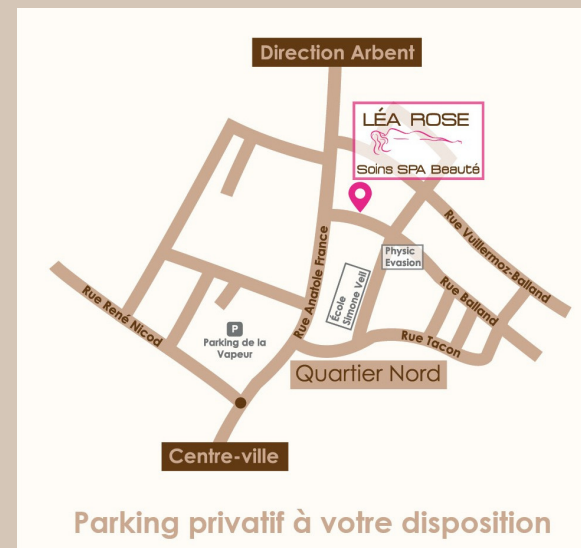 Direction Arbent
LÉA ROSE
Soins SPA Beauté
Rue Vuillermoz-Balland
Rue Anatole France
Physic
Evasion
École
Simone Veil
Rue Balland
Rue René Nicod
P
Parking de la
Vapeur
Rue Tacon
Quartier Nord
Centre-ville
Parking privatif à votre disposition